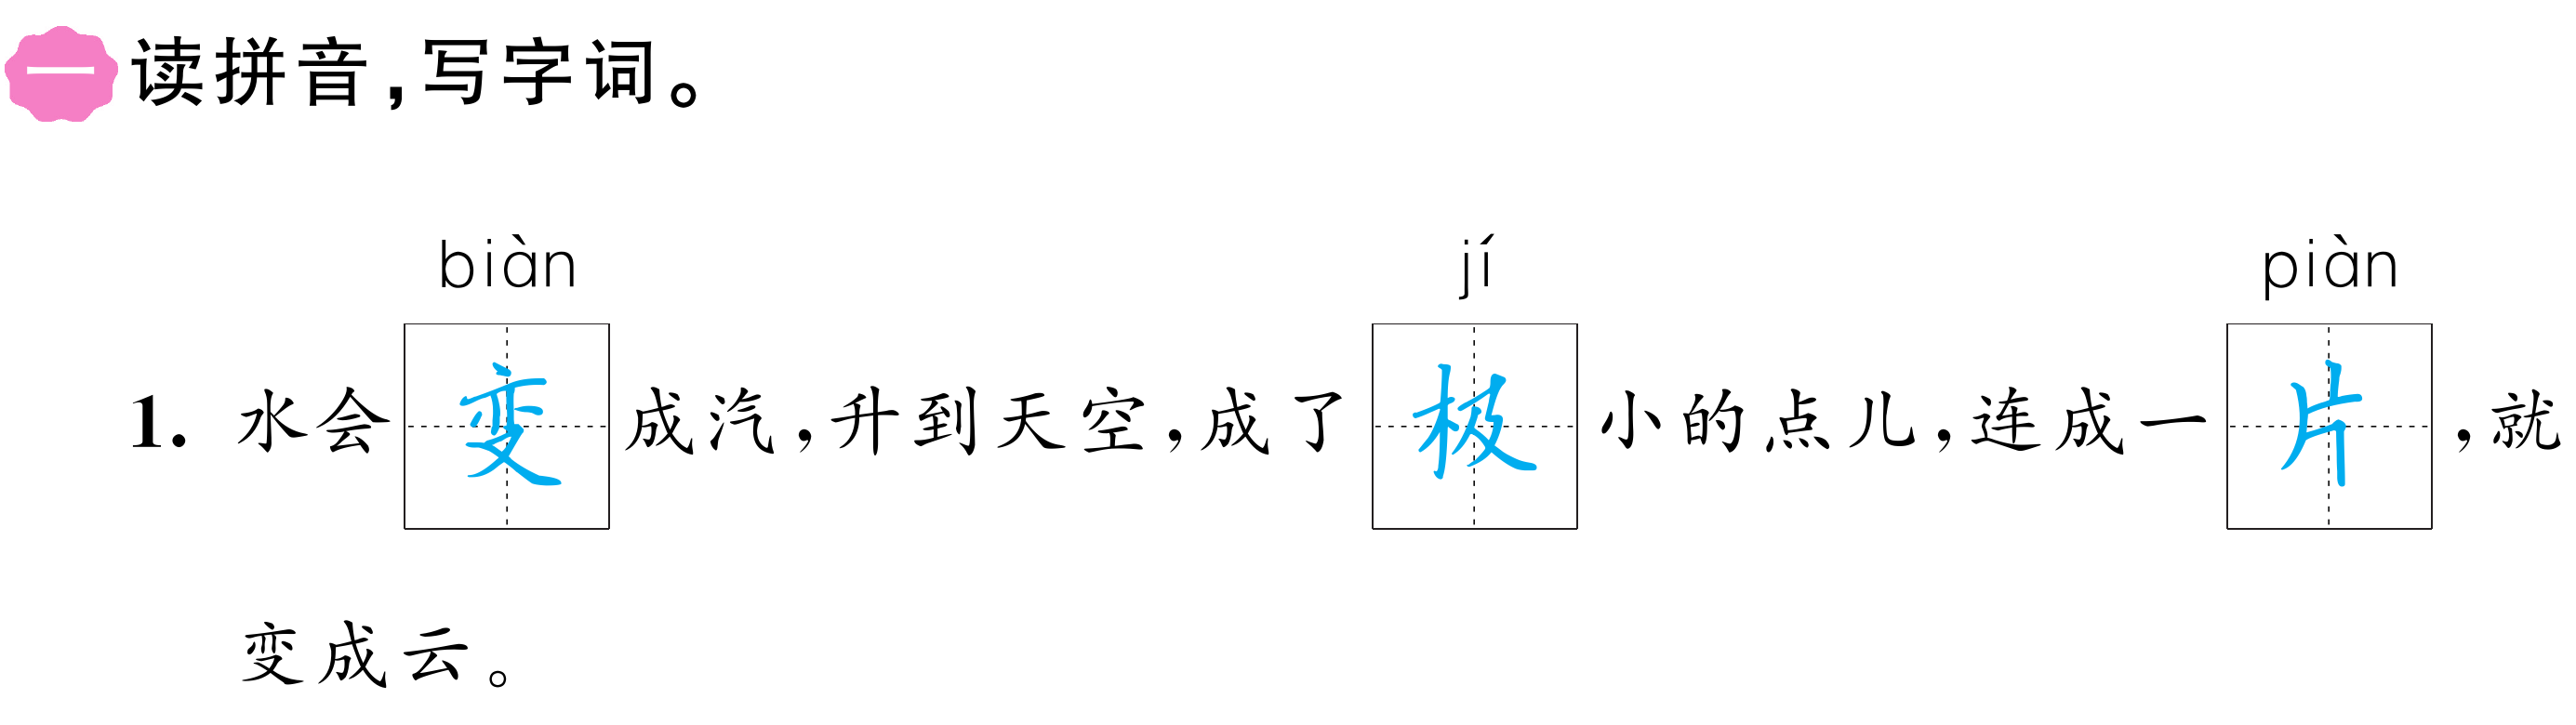 一 读拼音,写字词。
biàn jí piàn
1. 水会变成汽,升到天空,成了极小的点儿,连成一片,就
变成云。